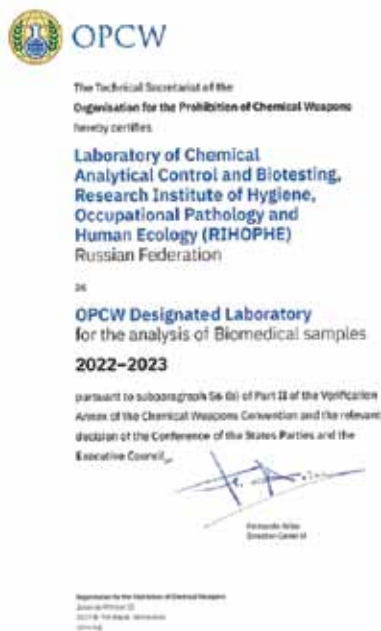 OPCW
The Technical Secretariat of the
Organisation for the Prohibition of Chemical Weapons
hereby certifies
Laboratory of Chemical
Analytical Control and Biotesting,
Research Institute of Hygiene,
Occupational Pathology and
Human Ecology (RIHOPHE)
Russian Federation
as
OPCW Designated Laboratory
for the analysis of Biomedical samples
2022–2023
pursuant to subparagraph 56 of Part II of the Verification
Annex of the Chemical Weapons Convention and the relevant
decision of the Conference of the States Parties and the
Executive Council
Fernando Arias
Director-General
Organisation for the Prohibition of Chemical Weapons